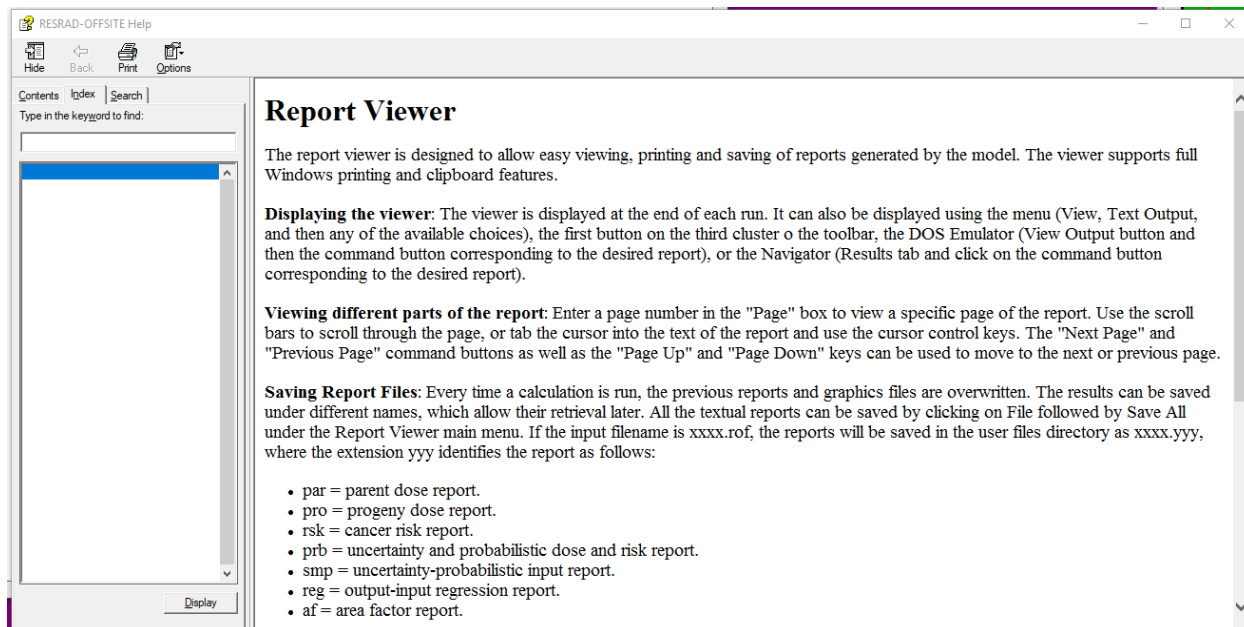 RESRAD-OFFSITE Help
Hide Back Print Options
Contents Index Search
Type in the keyword to find:
Display
Report Viewer
The report viewer is designed to allow easy viewing, printing and saving of reports generated by the model. The viewer supports full
Windows printing and clipboard features.
Displaying the viewer: The viewer is displayed at the end of each run. It can also be displayed using the menu (View, Text Output,
and then any of the available choices), the first button on the third cluster o the toolbar, the DOS Emulator (View Output button and
then the command button corresponding to the desired report), or the Navigator (Results tab and click on the command button
corresponding to the desired report).
Viewing different parts of the report: Enter a page number in the "Page" box to view a specific page of the report. Use the scroll
bars to scroll through the page, or tab the cursor into the text of the report and use the cursor control keys. The "Next Page" and
"Previous Page" command buttons as well as the "Page Up" and "Page Down" keys can be used to move to the next or previous page.
Saving Report Files: Every time a calculation is run, the previous reports and graphics files are overwritten. The results can be saved
under different names, which allow their retrieval later. All the textual reports can be saved by clicking on File followed by Save All
under the Report Viewer main menu. If the input filename is xxxx.rof, the reports will be saved in the user files directory as xxxx.yyy,
where the extension yyy identifies the report as follows:
• par = parent dose report.
• pro = progeny dose report.
• rsk = cancer risk report.
• prb = uncertainty and probabilistic dose and risk report.
• smp = uncertainty-probabilistic input report.
• reg = output-input regression report.
• af = area factor report.